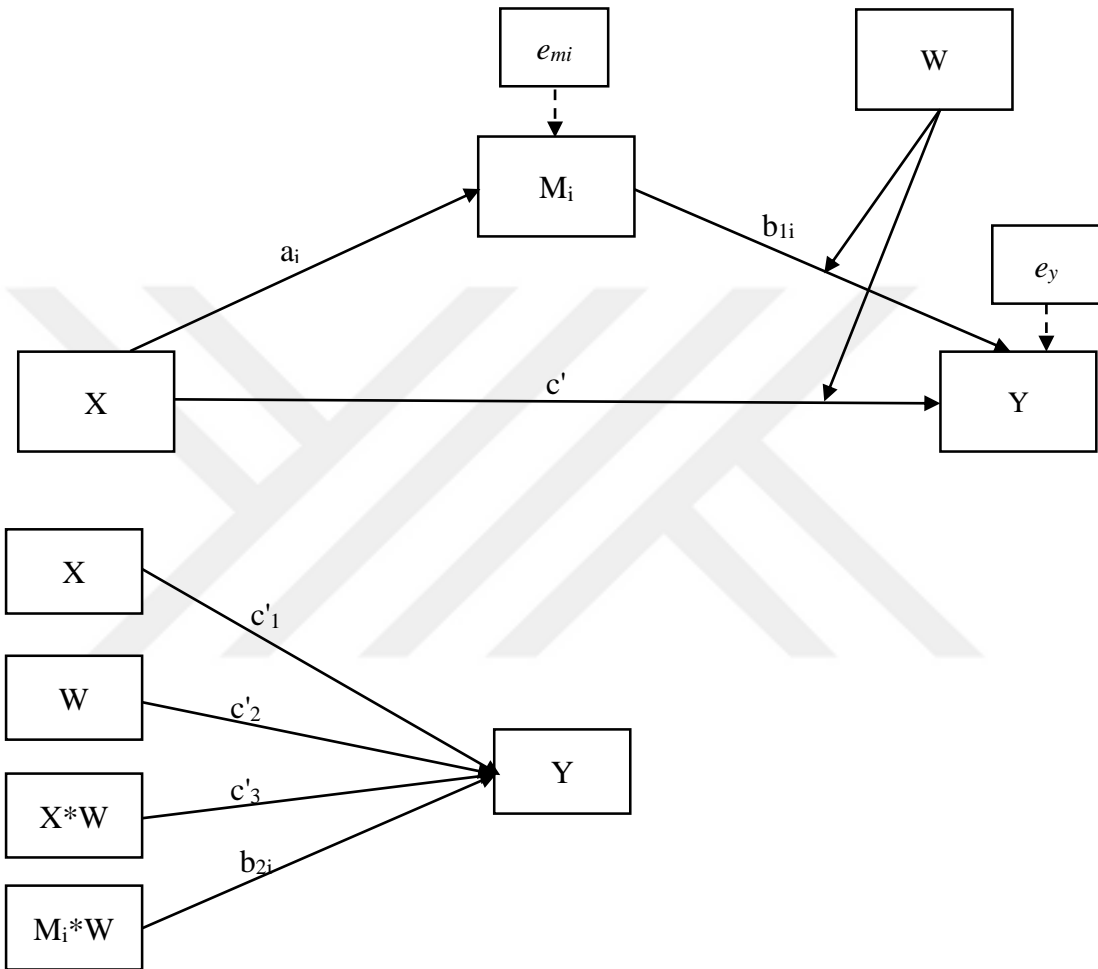 e_mi
W
M_i
b_1i
a_i
e_y
X
c'
Y
X
c'_1
W
c'_2
Y
X*W
c'_3
b_2i
M_i*W